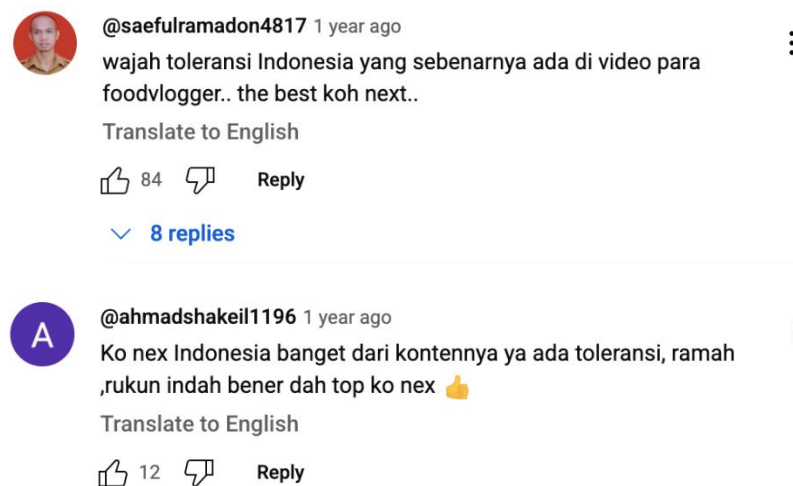 @saefulramadon4817 1 year ago
wajah toleransi Indonesia yang sebenarnya ada di video para
foodvlogger.. the best koh next..
Translate to English
84 Reply
8 replies
A
@ahmadshakeil1196 1 year ago
Ko nex Indonesia banget dari kontennya ya ada toleransi, ramah
,rukun indah bener dah top ko nex 👍
Translate to English
12 Reply